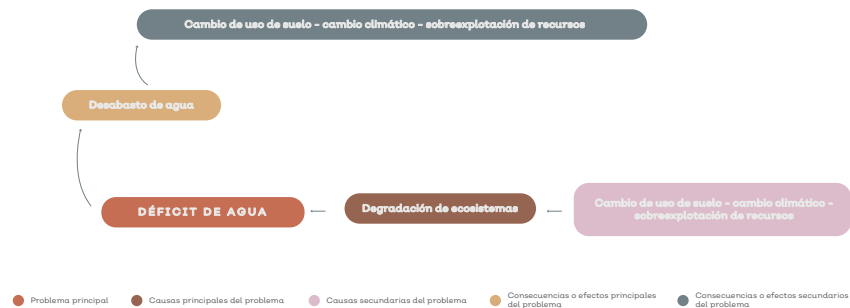 Cambio de uso de suelo - cambio climático - sobreexplotación de recursos
Desabasto de agua
DÉFICIT DE AGUA
Degradación de ecosistemas
Cambio de uso de suelo - cambio climático -
sobreexplotación de recursos
Problema principal
Causas principales del problema
Causas secundarias del problema
Consecuencias o efectos principales
del problema
Consecuencias o efectos secundarios
del problema